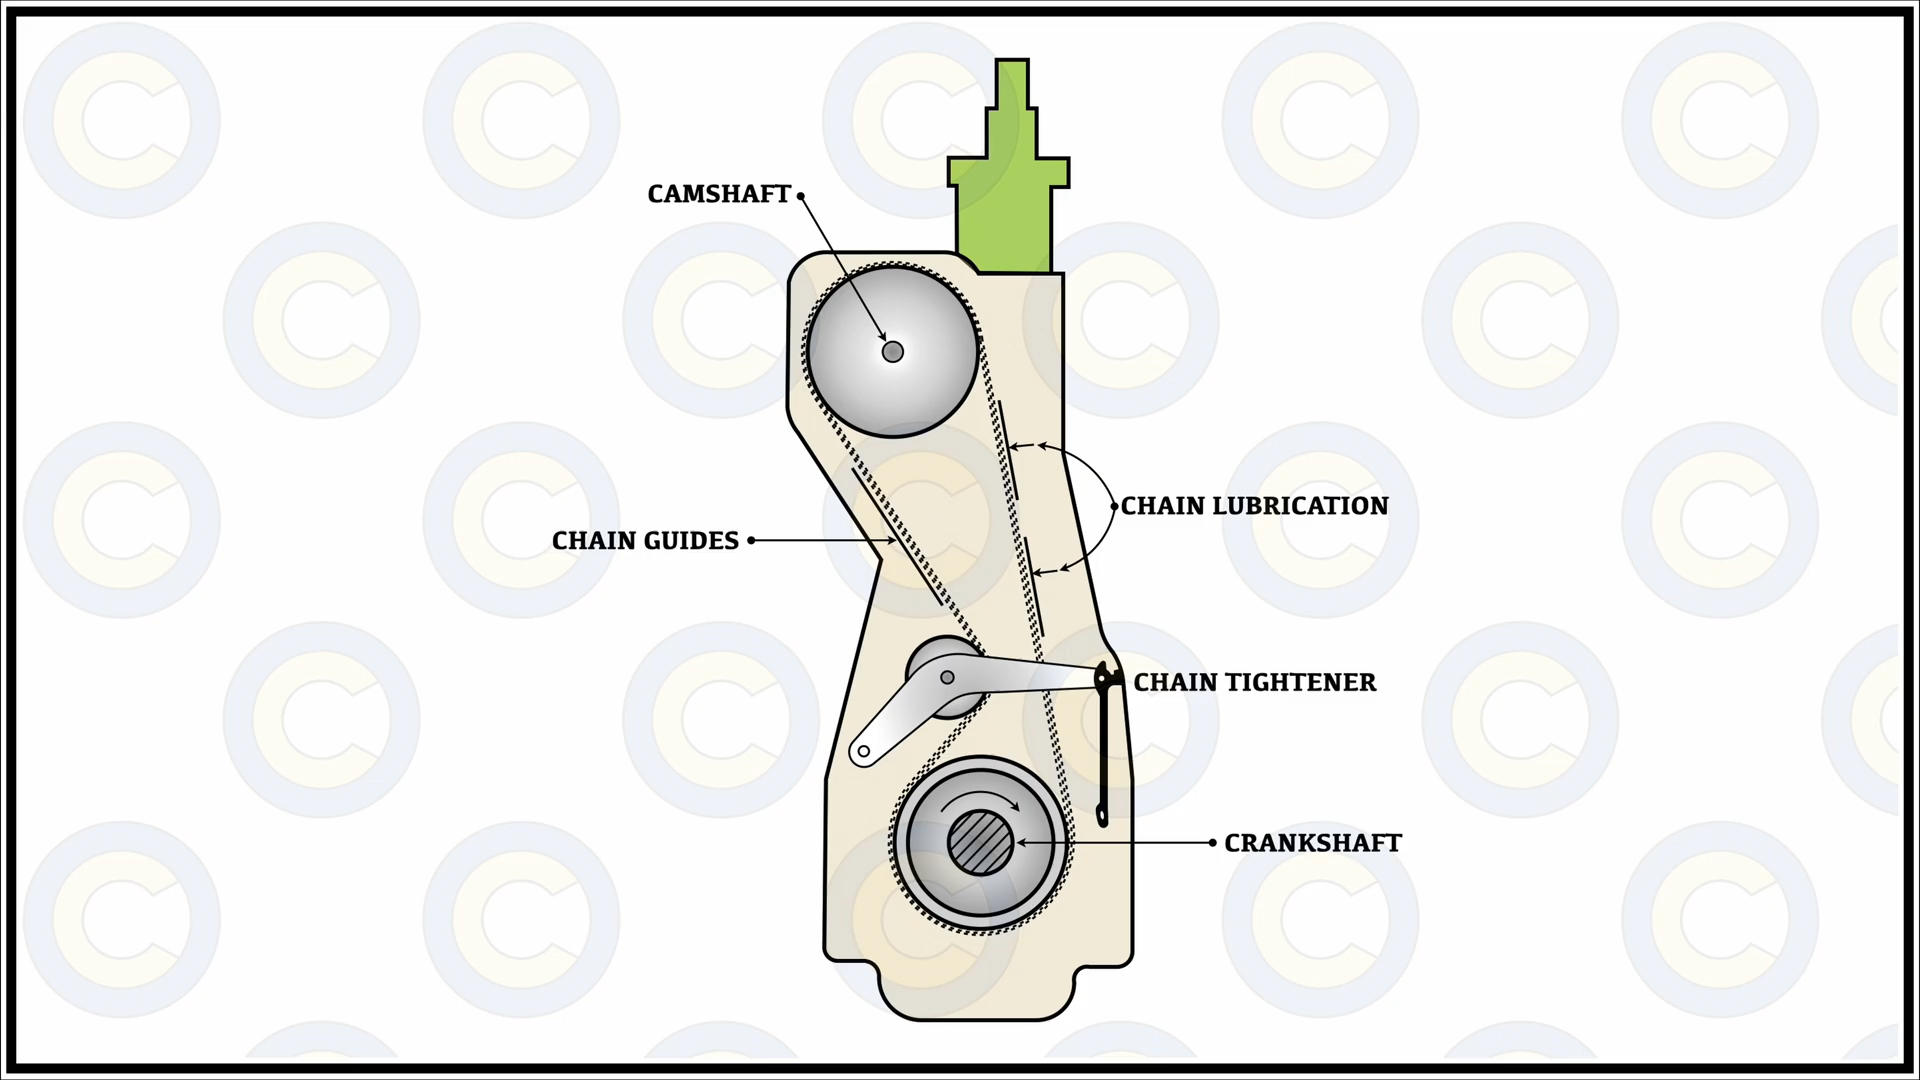 CAMSHAFT
CHAIN LUBRICATION
CHAIN GUIDES
CHAIN TIGHTENER
CRANKSHAFT